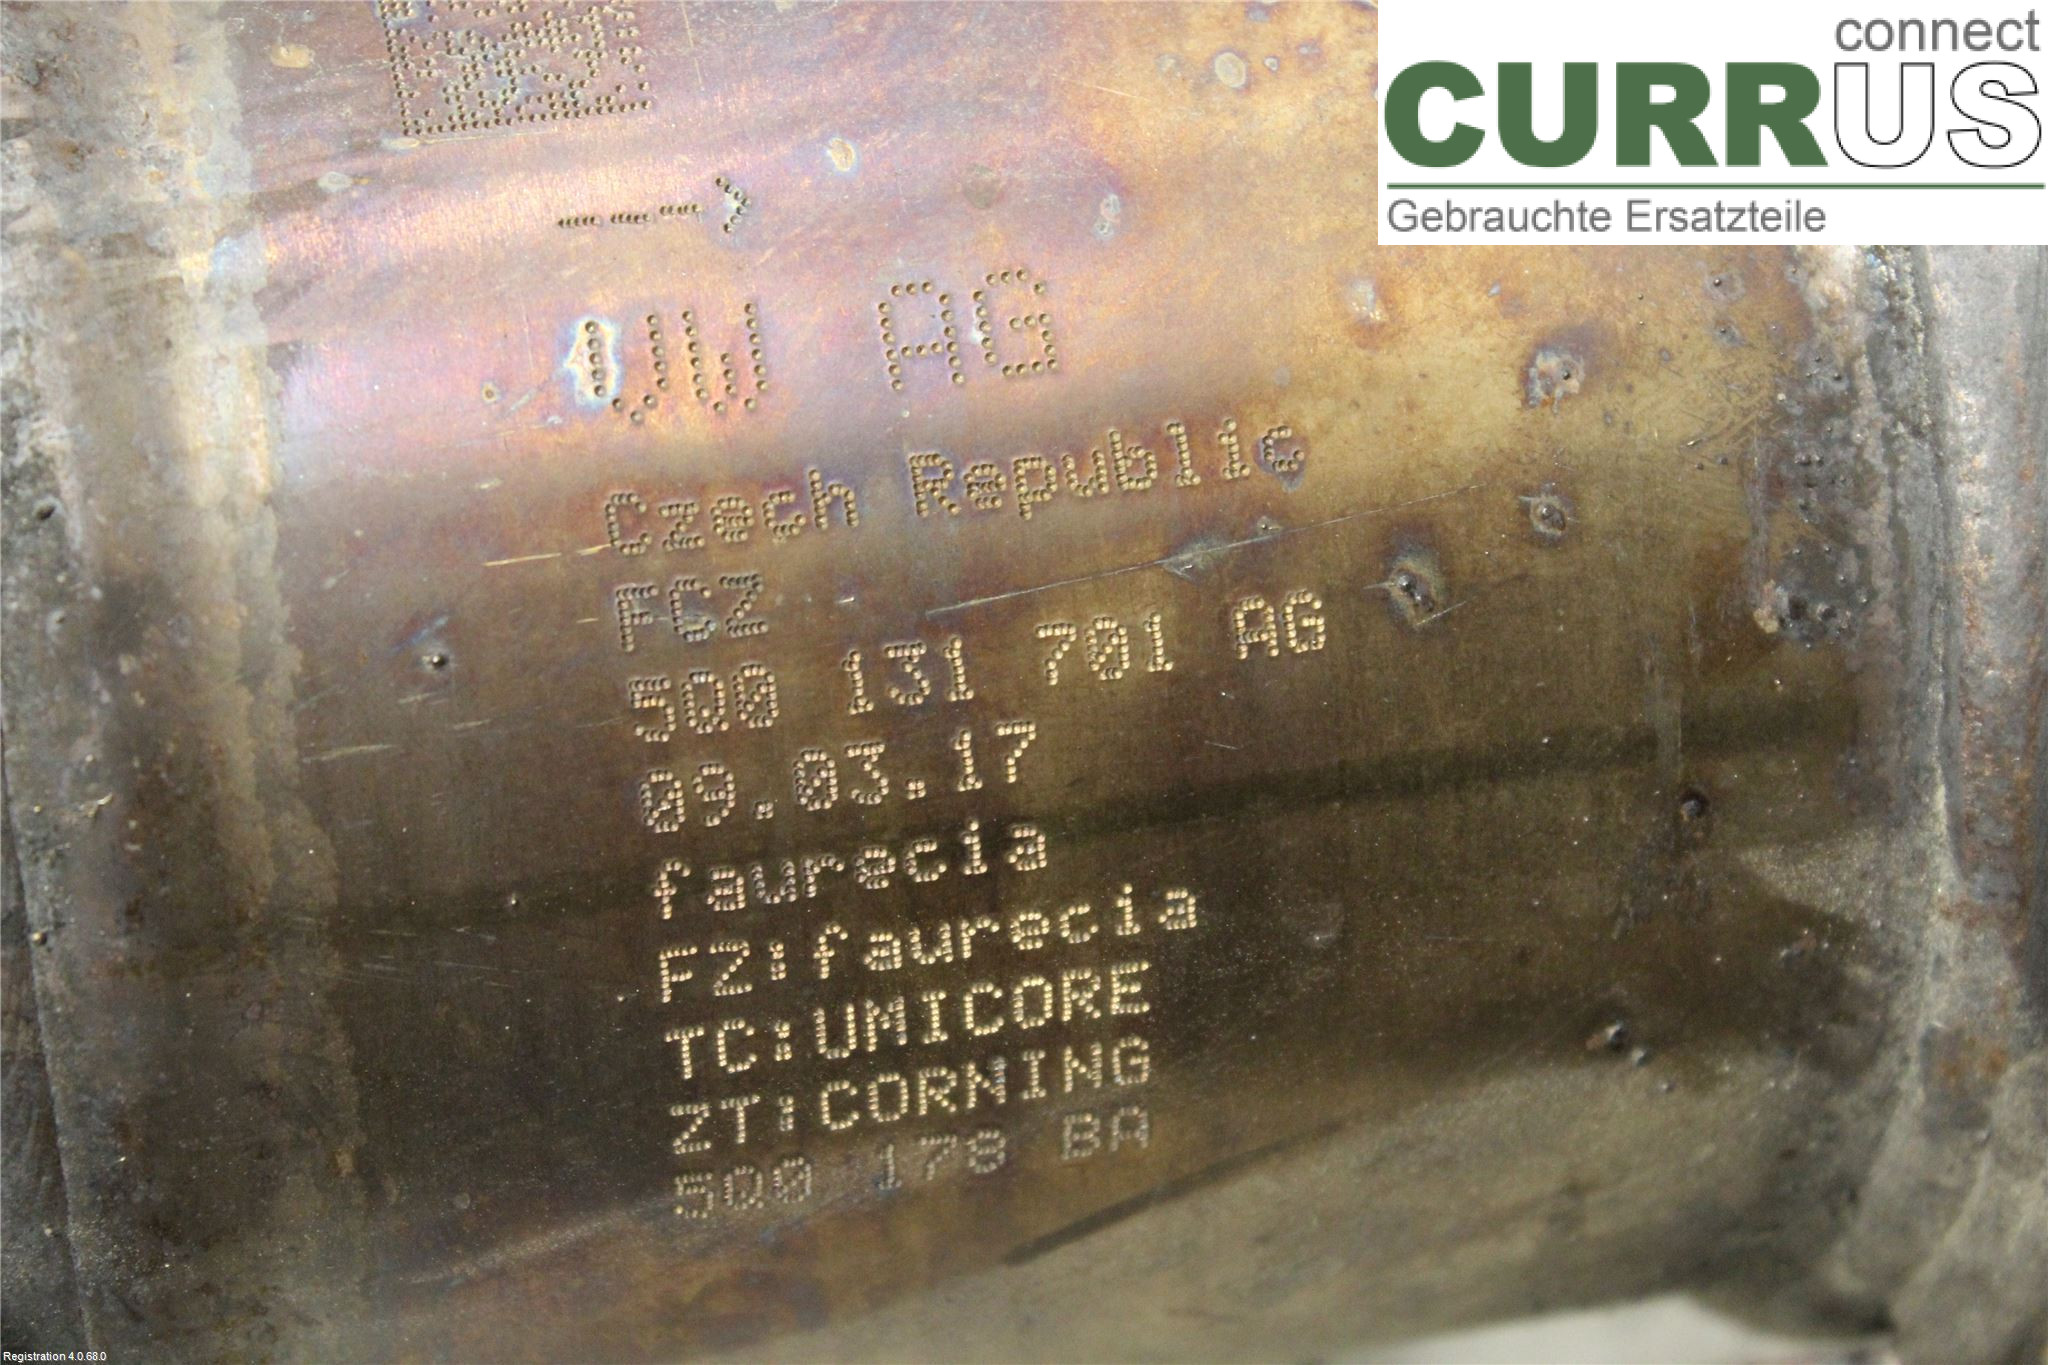 connect
CURRUS
Gebrauchte Ersatzteile
VW AG
Czech Republic
FGZ
5Q0 131 701 AG
09.03.17
faurecia
FZ:faurecia
TC:UMICORE
ZT:CORNING
5Q0 178 BA
Registration 4.0.68.0